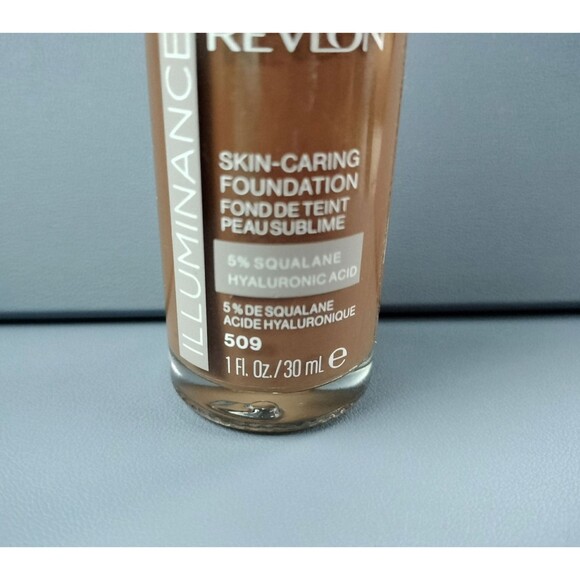 REVLON
ILLUMINANCE
SKIN-CARING
FOUNDATION
FOND DE TEINT
PEAU SUBLIME
5% SQUALANE
HYALURONIC ACID
5% DE SQUALANE
ACIDE HYALURONIQUE
509
1 Fl. Oz./30 mL e